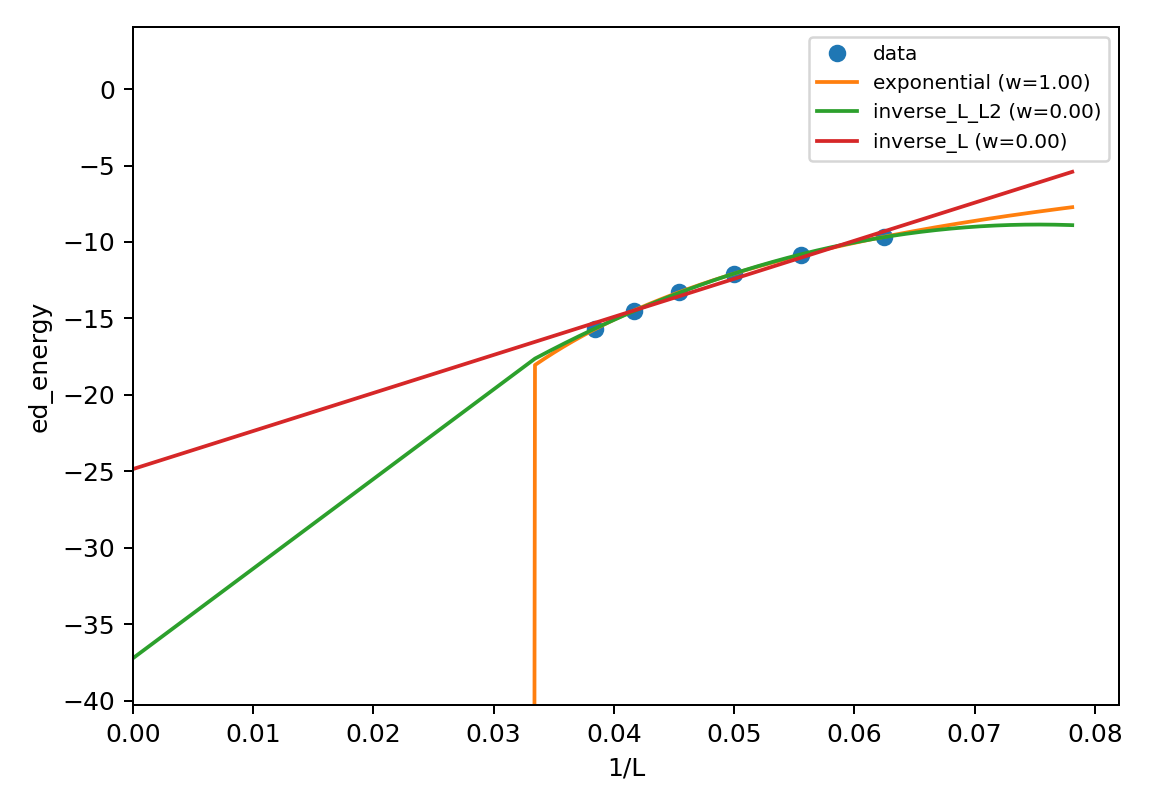 data
exponential (w=1.00)
inverse_L_L2 (w=0.00)
inverse_L (w=0.00)
0
−5
−10
−15
−20
−25
−30
−35
−40
ed_energy
0.00 0.01 0.02 0.03 0.04 0.05 0.06 0.07 0.08
1/L